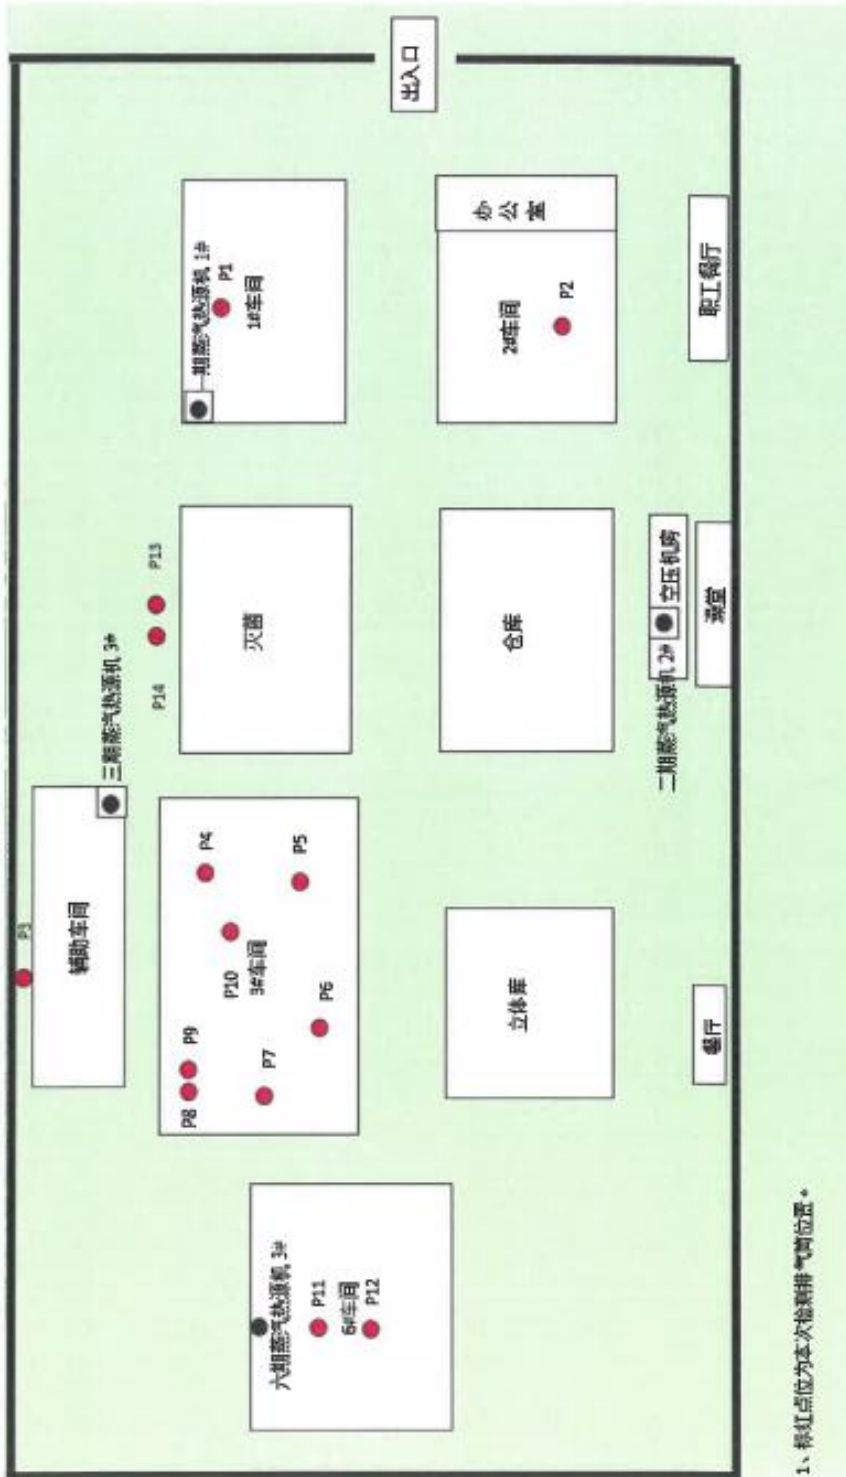 出入口
一期蒸汽热源机 1#
P1
1#车间
办公室
2#车间
P2
职工餐厅
P13
P14
灭菌
仓库
空压机房
二期蒸汽热源机 2#
澡堂
三期蒸汽热源机 3#
P3
辅助车间
P4
P5
P10
3#车间
P6
P9
P8
P7
立体库
餐厅
六期蒸汽热源机 3#
P11
6#车间
P12
1、标红点位为本次检测排气筒位置。